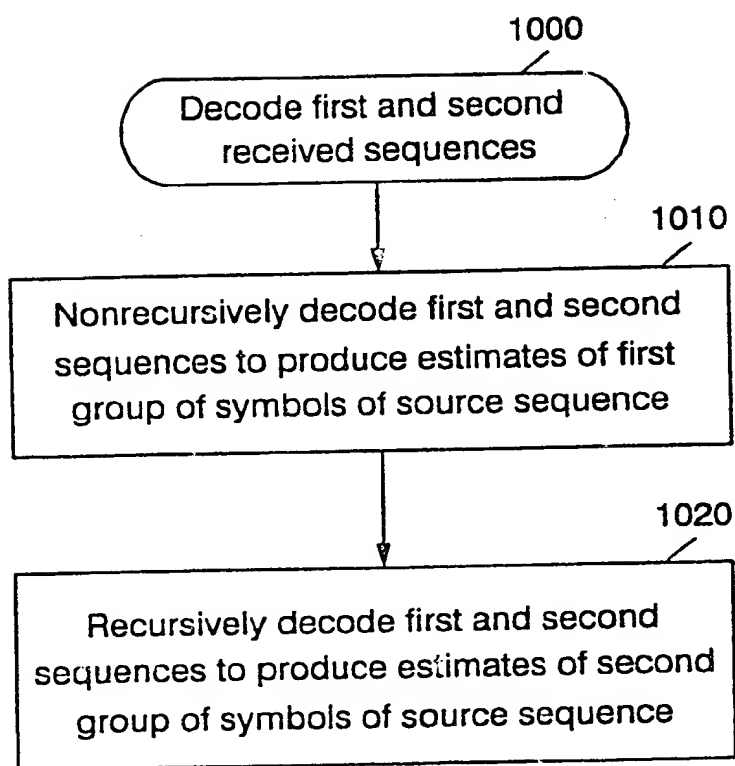 1000
Decode first and second
received sequences
1010
Nonrecursively decode first and second
sequences to produce estimates of first
group of symbols of source sequence
1020
Recursively decode first and second
sequences to produce estimates of second
group of symbols of source sequence